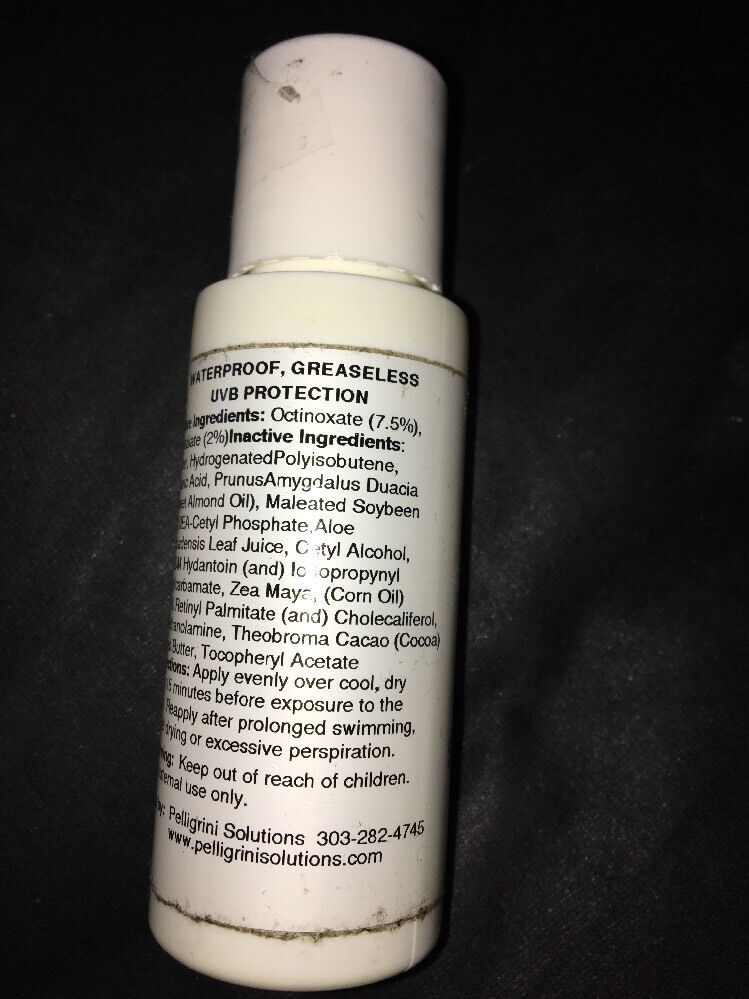 WATERPROOF, GREASELESS
UVB PROTECTION
Ingredients: Octinoxate (7.5%),
(2%)Inactive Ingredients:
HydrogenatedPolyisobutene,
Acid, PrunusAmygdalus Duacia
Almond Oil), Maleated Soybeen
DEA-Cetyl Phosphate, Aloe
Leaf Juice, Cetyl Alcohol,
Hydantoin (and)
Zea Maya, (Corn Oil)
Retinyl Palmitate (and) Cholecaliferol,
Theobroma Cacao (Cocoa)
Butter, Tocopheryl Acetate
Apply evenly over cool, dry
minutes before exposure to the
Reapply after prolonged swimming,
drying or excessive perspiration.
Keep out of reach of children.
use only.
by: Pelligrini Solutions 303-282-4745
www.pelligrinisolutions.com